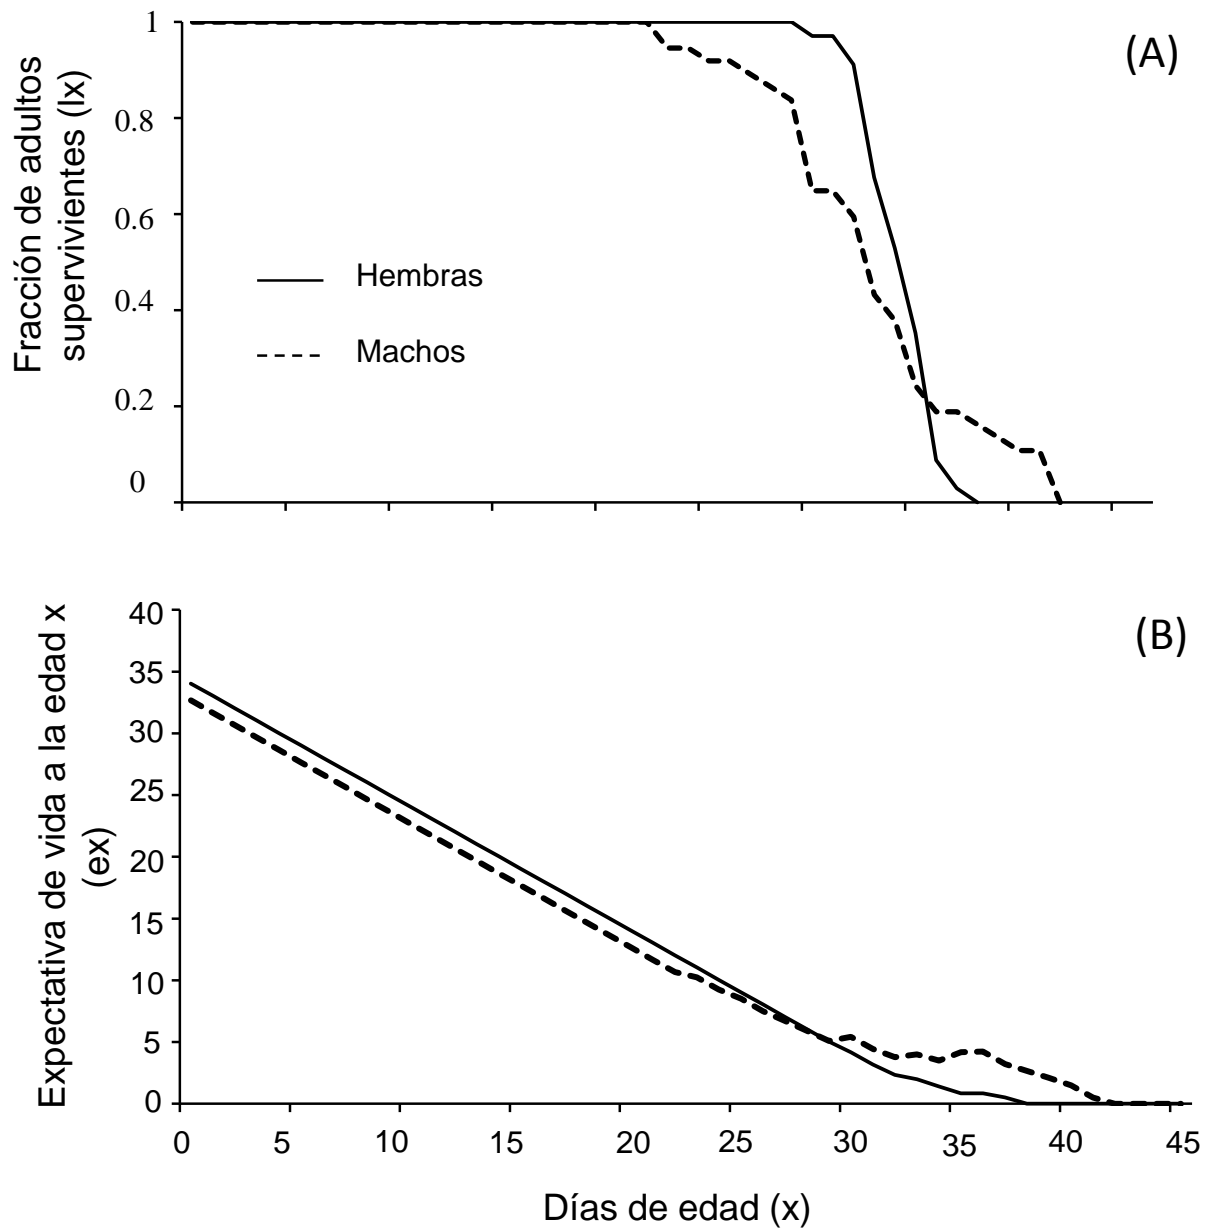 (A)
Fracción de adultos
supervivientes (lx)
1
0.8
0.6
0.4
0.2
0
Hembras
Machos
(B)
Expectativa de vida a la edad x
(ex)
40
35
30
25
20
15
10
5
0
0 5 10 15 20 25 30 35 40 45
Días de edad (x)